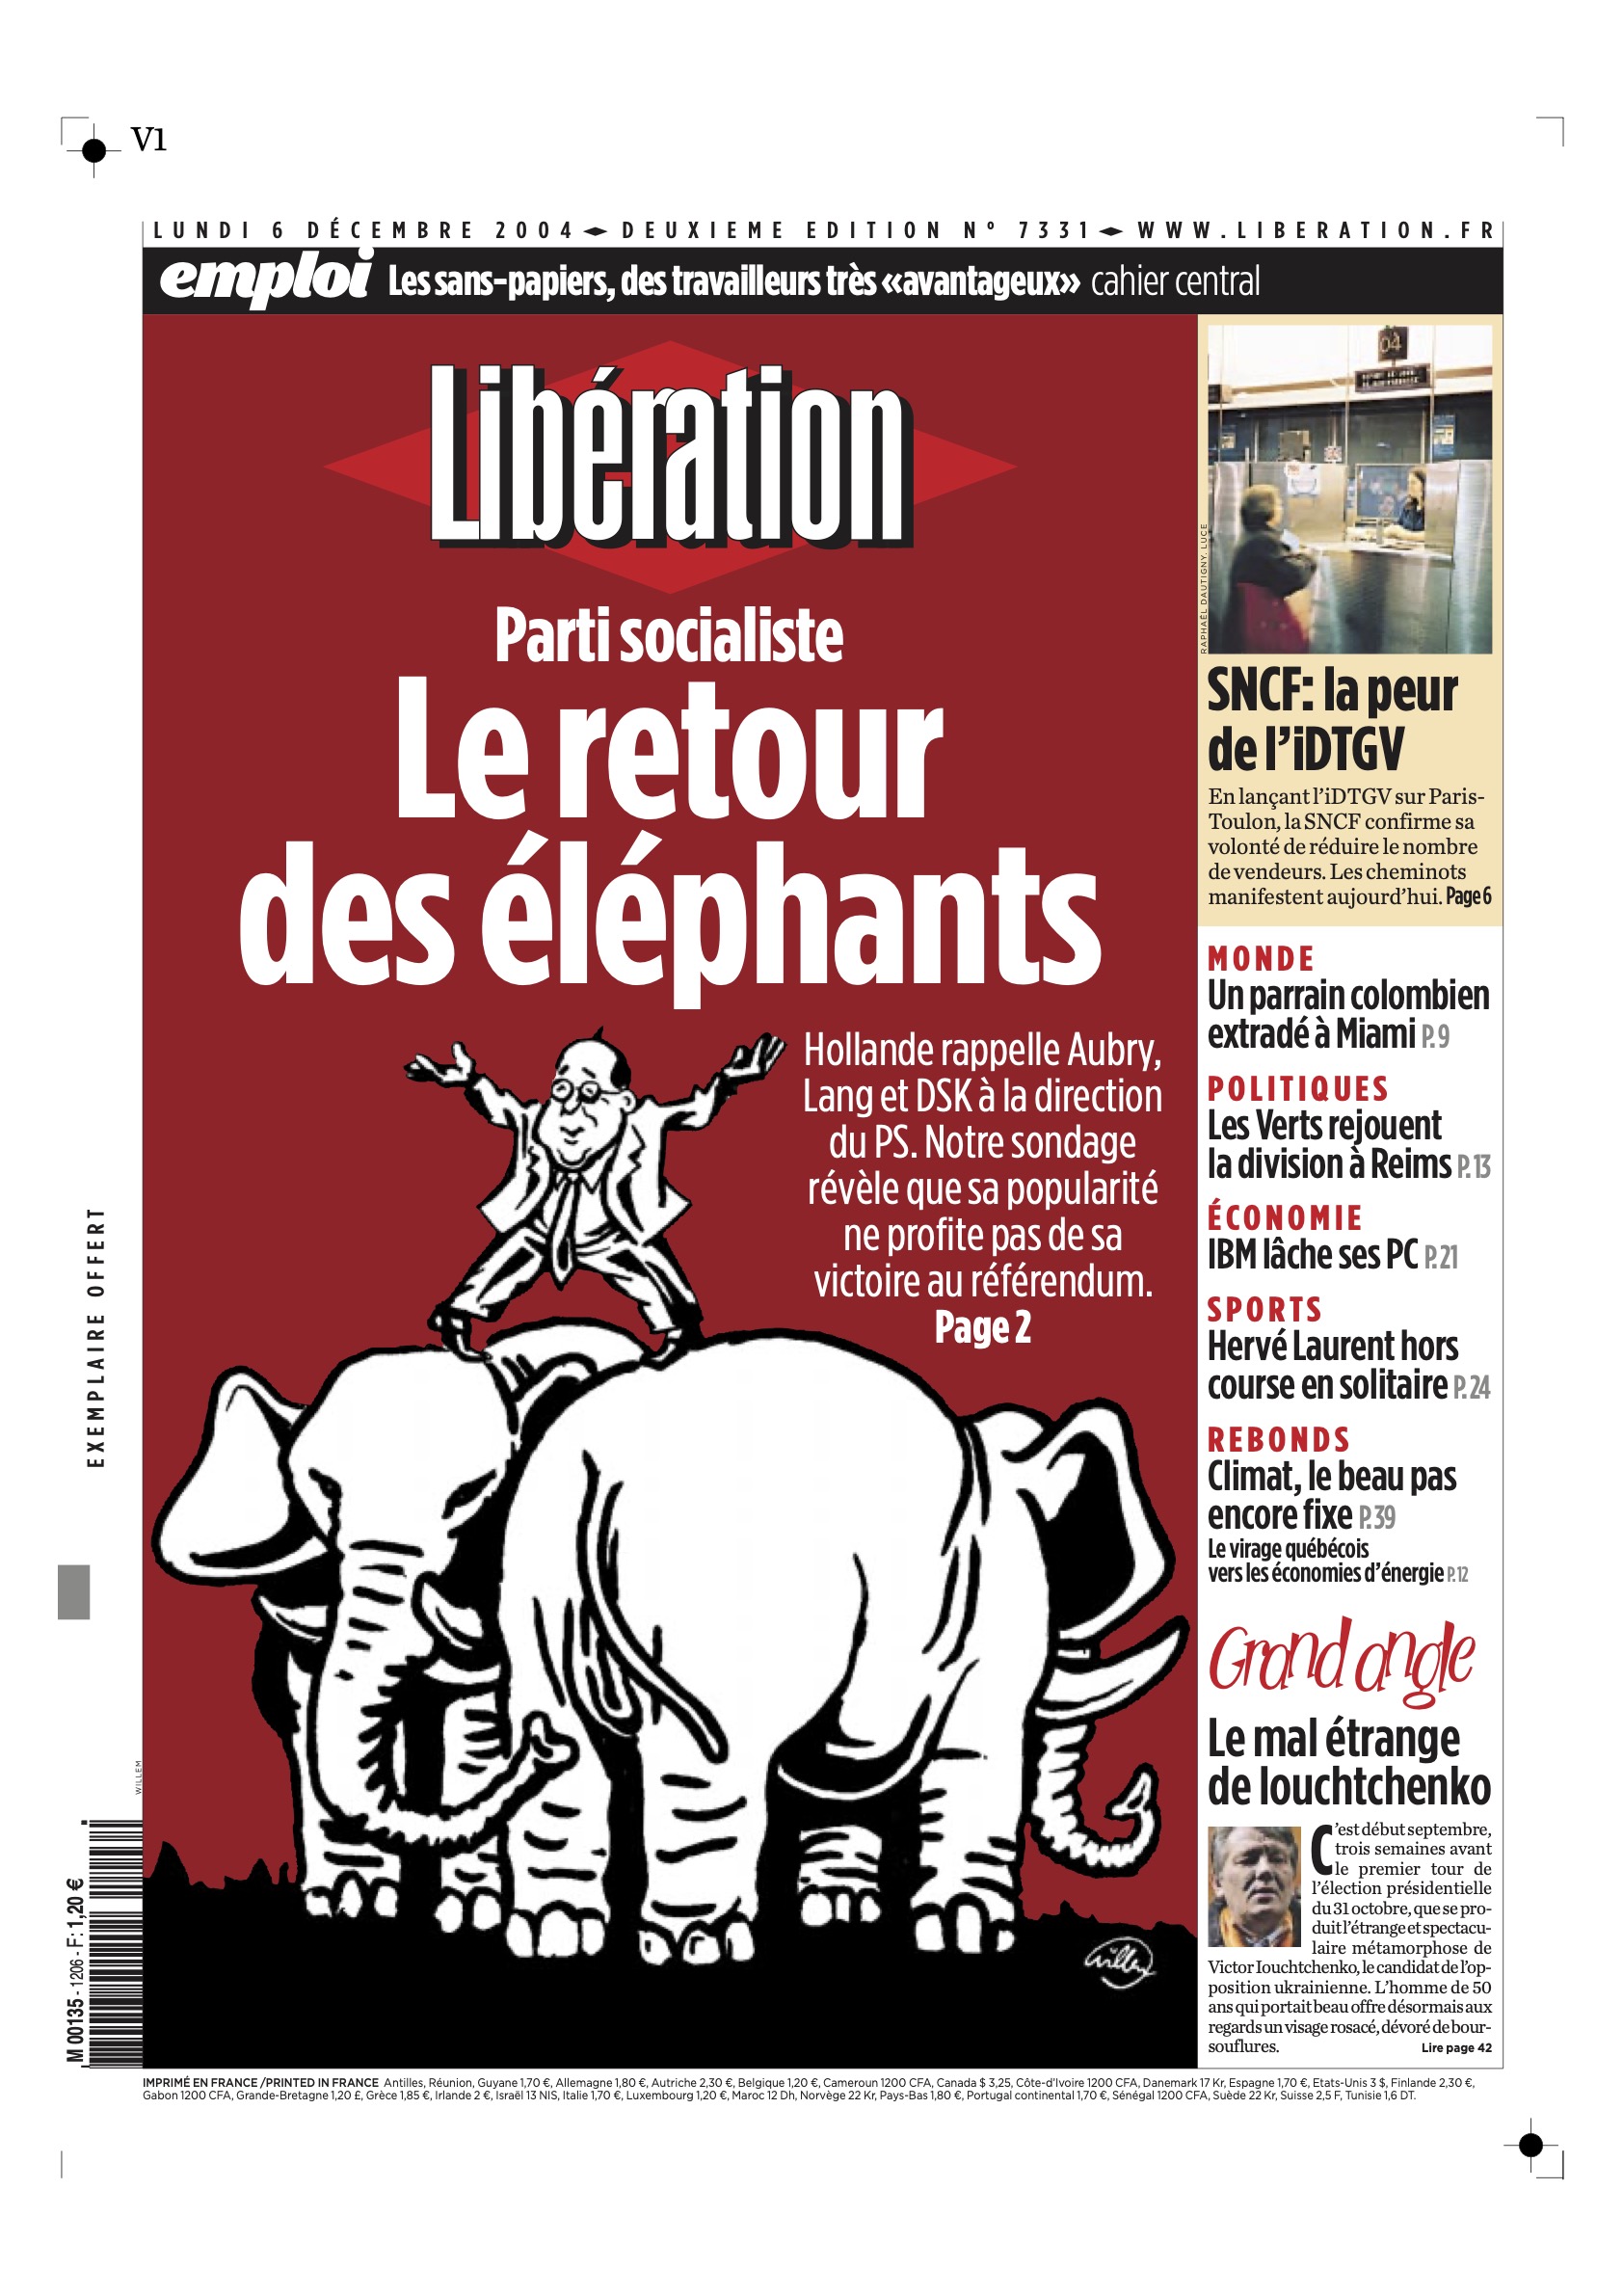 V1
LUNDI 6 DÉCEMBRE 2004 DEUXIEME EDITION N° 7331 WWW.LIBERATION.FR
emploi Les sans-papiers, des travailleurs très «avantageux» cahier central
Libération
Parti socialiste
Le retour
des éléphants
Hollande rappelle Aubry,
Lang et DSK à la direction
du PS. Notre sondage
révèle que sa popularité
ne profite pas de sa
victoire au référendum.
Page 2
Willem
WILLEM
EXEMPLAIRE OFFERT
M 00135 - 1206 - F: 1,20 €
04
RAPHAËL DAUTIGNY. LUCE
SNCF: la peur
de l'iDTGV
En lançant l'iDTGV sur Paris-
Toulon, la SNCF confirme sa
volonté de réduire le nombre
de vendeurs. Les cheminots
manifestent aujourd'hui. Page 6
MONDE
Un parrain colombien
extradé à Miami P.9
POLITIQUES
Les Verts rejouent
la division à Reims P.13
ÉCONOMIE
IBM lâche ses PC P.21
SPORTS
Hervé Laurent hors
course en solitaire P.24
REBONDS
Climat, le beau pas
encore fixe P.39
Le virage québécois
vers les économies d'énergie P.12
Grand angle
Le mal étrange
de Iouchtchenko
C'est début septembre,
trois semaines avant
le premier tour de
l'élection présidentielle
du 31 octobre, que se pro-
duit l'étrange et spectacu-
laire métamorphose de
Victor Iouchtchenko, le candidat de l'op-
position ukrainienne. L'homme de 50
ans qui portait beau offre désormais aux
regards un visage rosacé, dévoré de bour-
souflures. Lire page 42
IMPRIMÉ EN FRANCE /PRINTED IN FRANCE Antilles, Réunion, Guyane 1,70 €, Allemagne 1,80 €, Autriche 2,30 €, Belgique 1,20 €, Cameroun 1200 CFA, Canada $ 3,25, Côte-d'Ivoire 1200 CFA, Danemark 17 Kr, Espagne 1,70 €, Etats-Unis 3 $, Finlande 2,30 €,
Gabon 1200 CFA, Grande-Bretagne 1,20 £, Grèce 1,85 €, Irlande 2 €, Israël 13 NIS, Italie 1,70 €, Luxembourg 1,20 €, Maroc 12 Dh, Norvège 22 Kr, Pays-Bas 1,80 €, Portugal continental 1,70 €, Sénégal 1200 CFA, Suède 22 Kr, Suisse 2,5 F, Tunisie 1,6 DT.